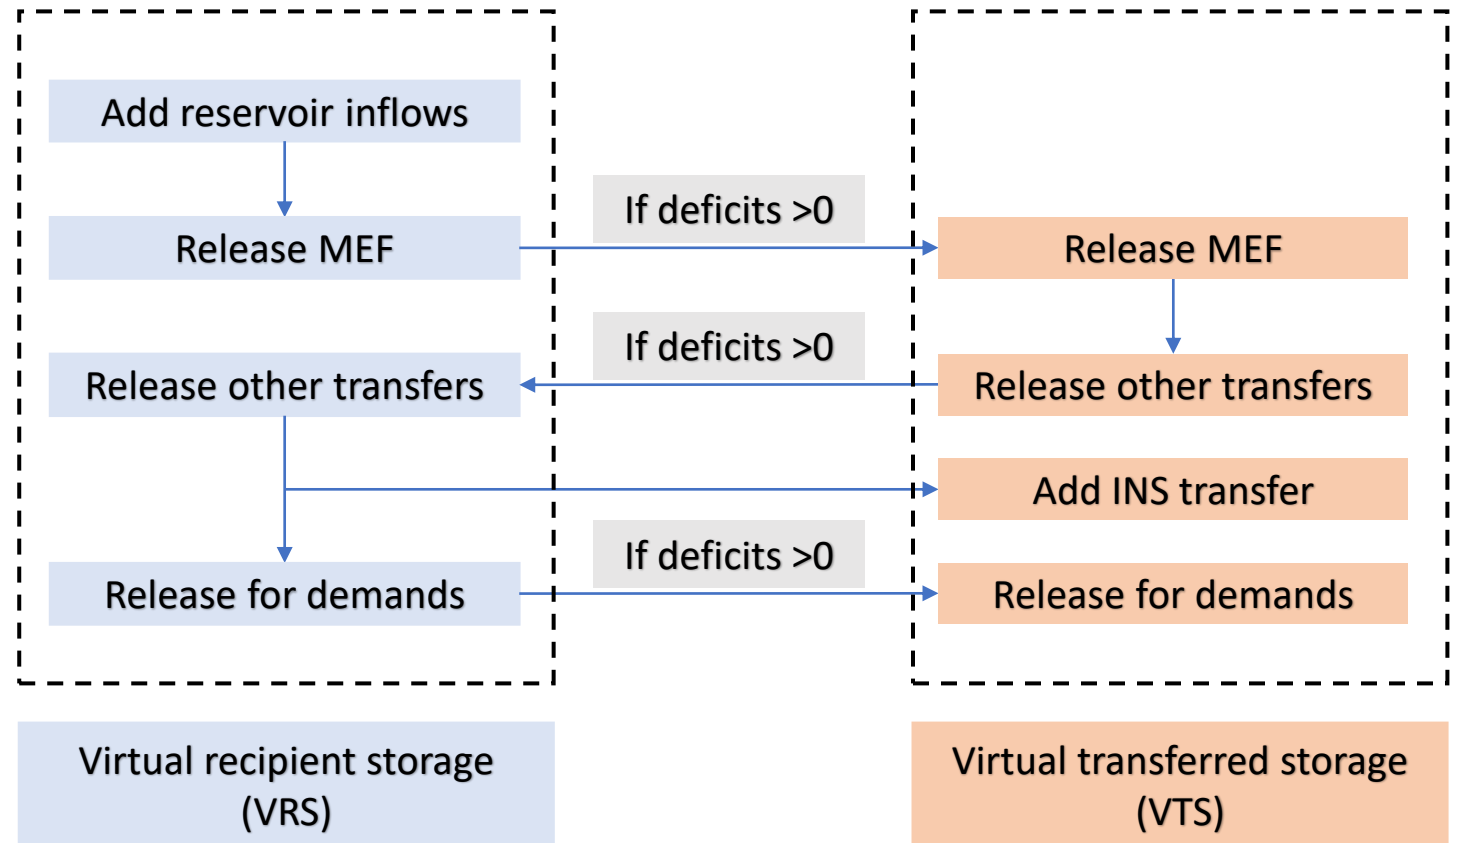 Add reservoir inflows
If deficits >0
Release MEF
Release MEF
If deficits >0
Release other transfers
Release other transfers
Add INS transfer
If deficits >0
Release for demands
Release for demands
Virtual recipient storage
(VRS)
Virtual transferred storage
(VTS)